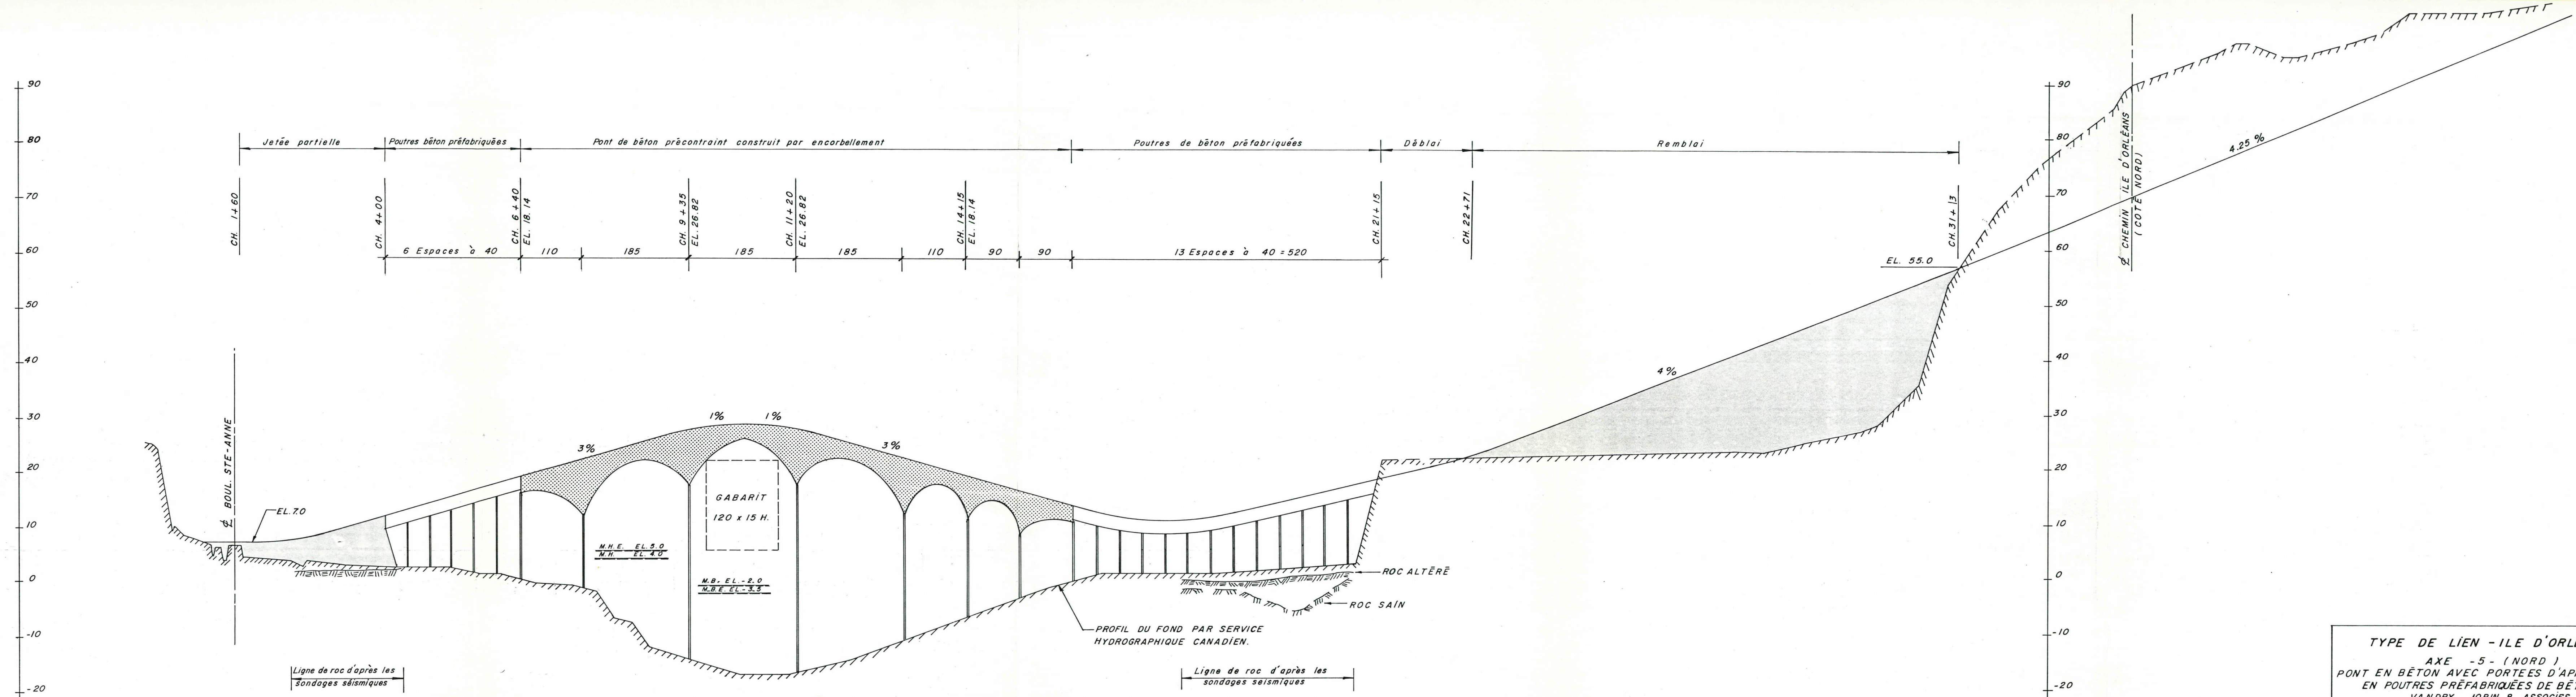 90
80
70
60
50
40
30
20
10
0
-10
-20
Jetée partielle
Poutres béton préfabriquées
Pont de béton précontraint construit par encorbellement
Poutres de béton préfabriquées
Déblai
Remblai
CH. 1+60
CH. 4+00
CH. 6+40
EL. 18.14
CH. 9+35
EL. 26.82
CH. 11+20
EL. 26.82
CH. 14+15
EL. 18.14
CH. 21+15
CH. 22+71
CH. 31+13
6 Espaces à 40
110
185
185
185
110
90
90
13 Espaces à 40 = 520
EL. 55.0
4%
4.25 %
℄ CHEMIN ILE D'ORLÉANS
(COTÉ NORD)
90
80
70
60
50
40
30
20
10
0
-10
-20
℄ BOUL. STE-ANNE
EL. 7.0
3%
1%
1%
3%
GABARIT
120 x 15 H.
N.H.E. EL. 5.0
N.H. EL. 4.0
N.B. EL. -2.0
N.B.E. EL -3.5
ROC ALTÉRÉ
ROC SAIN
PROFIL DU FOND PAR SERVICE
HYDROGRAPHIQUE CANADIEN.
Ligne de roc d'après les
sondages séismiques
Ligne de roc d'après les
sondages seismiques
TYPE DE LIEN - ILE D'ORL
AXE -5- (NORD)
PONT EN BÉTON AVEC PORTEES D'A
EN POUTRES PRÉFABRIQUÉES DE BÉ